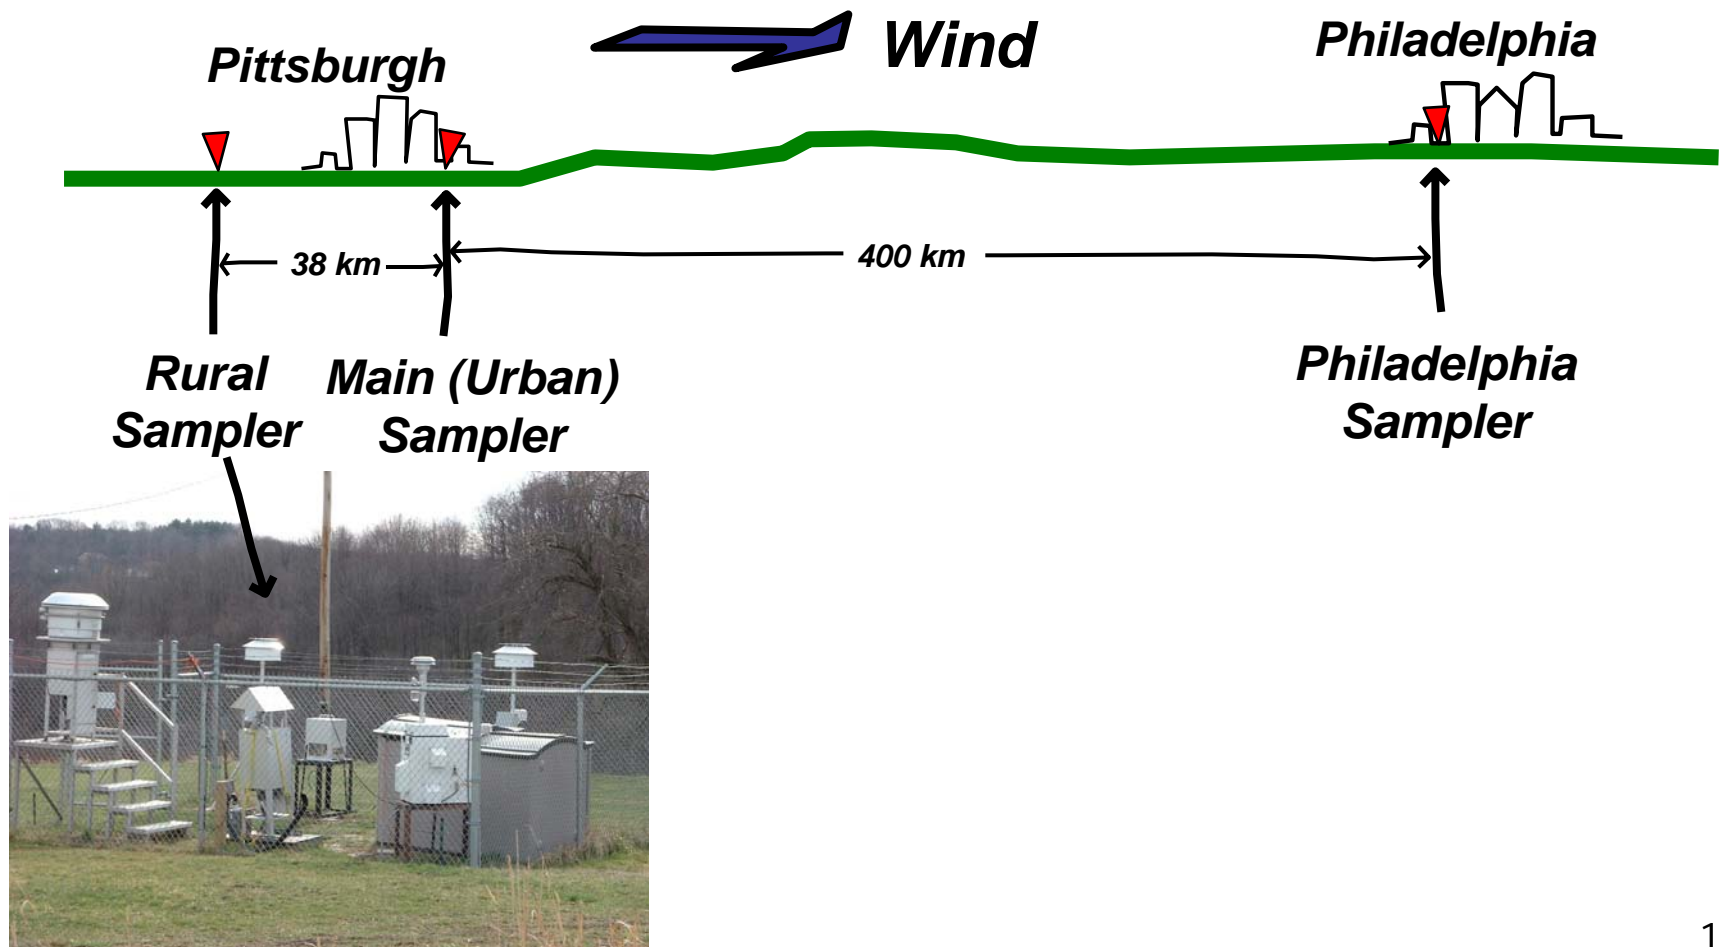 Wind
Philadelphia
Pittsburgh
38 km
400 km
Rural
Sampler
Main (Urban)
Sampler
Philadelphia
Sampler
1